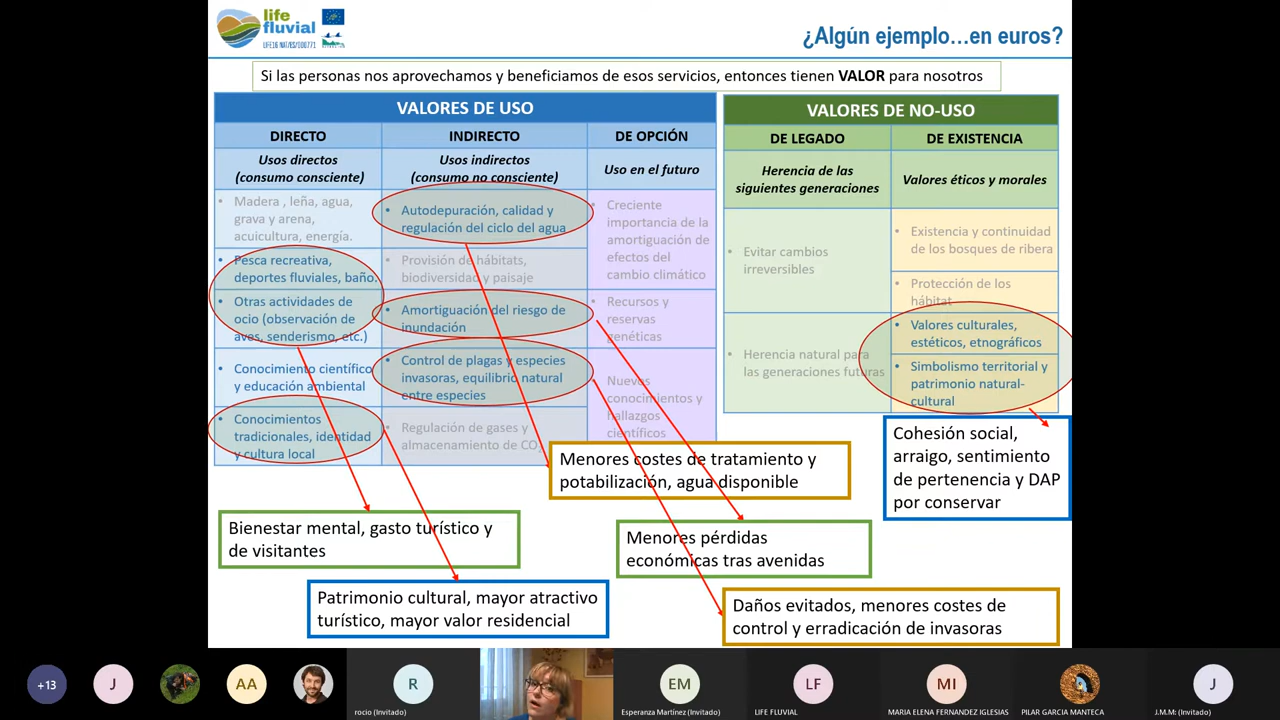 life
fluvial
LIFE16 NAT/ES/000771
¿Algún ejemplo…en euros?
Si las personas nos aprovechamos y beneficiamos de esos servicios, entonces tienen VALOR para nosotros
VALORES DE USO
DIRECTO
INDIRECTO
DE OPCIÓN
Usos directos
(consumo consciente)
Usos indirectos
(consumo no consciente)
Uso en el futuro
• Madera , leña, agua,
grava y arena,
acuicultura, energía.
• Autodepuración, calidad y
regulación del ciclo del agua
• Creciente
importancia de la
amortiguación de
efectos del
cambio climático
• Pesca recreativa,
deportes fluviales, baño.
• Provisión de hábitats,
biodiversidad y paisaje
• Otras actividades de
ocio (observación de
aves, senderismo, etc.)
• Amortiguación del riesgo de
inundación
• Recursos y
reservas
genéticas
• Conocimiento científico
y educación ambiental
• Control de plagas y especies
invasoras, equilibrio natural
entre especies
• Nuevos
conocimientos y
hallazgos
científicos
• Conocimientos
tradicionales, identidad
y cultura local
• Regulación de gases y
almacenamiento de CO2
VALORES DE NO-USO
DE LEGADO
DE EXISTENCIA
Herencia de las
siguientes generaciones
Valores éticos y morales
• Evitar cambios
irreversibles
• Existencia y continuidad
de los bosques de ribera
• Protección de los
hábitat
• Herencia natural para
las generaciones futuras
• Valores culturales,
estéticos, etnográficos
• Simbolismo territorial y
patrimonio natural-
cultural
Menores costes de tratamiento y
potabilización, agua disponible
Cohesión social,
arraigo, sentimiento
de pertenencia y DAP
por conservar
Bienestar mental, gasto turístico y
de visitantes
Menores pérdidas
económicas tras avenidas
Patrimonio cultural, mayor atractivo
turístico, mayor valor residencial
Daños evitados, menores costes de
control y erradicación de invasoras
+13
J
AA
R
EM
LF
MI
J
rocio (Invitado)
Esperanza Martínez (Invitado)
LIFE FLUVIAL
MARIA ELENA FERNANDEZ IGLESIAS
PILAR GARCIA MANTECA
J.M.M: (Invitado)